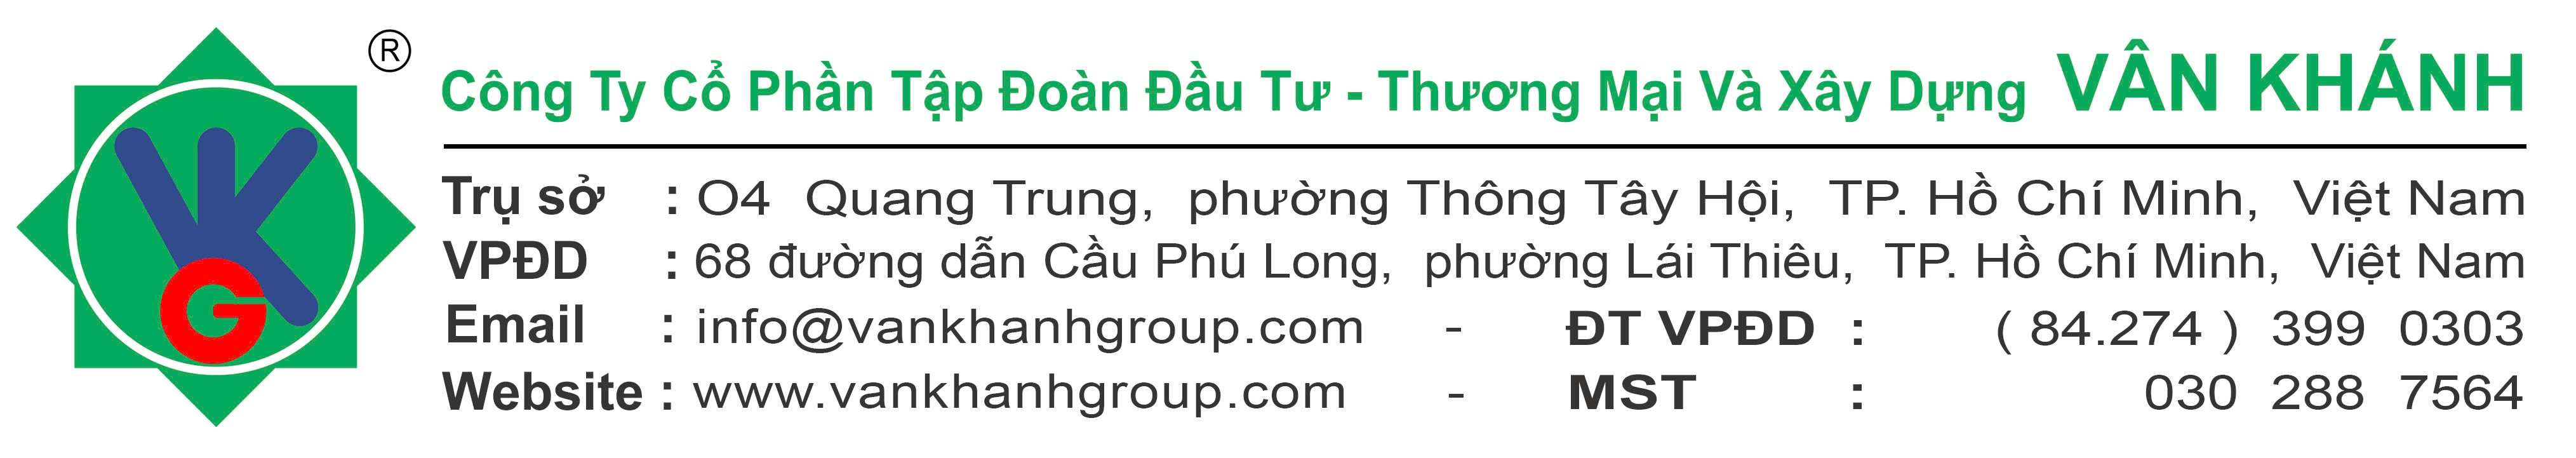 ®
VKG
Công Ty Cổ Phần Tập Đoàn Đầu Tư - Thương Mại Và Xây Dựng VÂN KHÁNH
Trụ sở : O4 Quang Trung, phường Thông Tây Hội, TP. Hồ Chí Minh, Việt Nam
VPĐD : 68 đường dẫn Cầu Phú Long, phường Lái Thiêu, TP. Hồ Chí Minh, Việt Nam
Email : info@vankhanhgroup.com - ĐT VPĐD : ( 84.274 ) 399 0303
Website : www.vankhanhgroup.com - MST : 030 288 7564